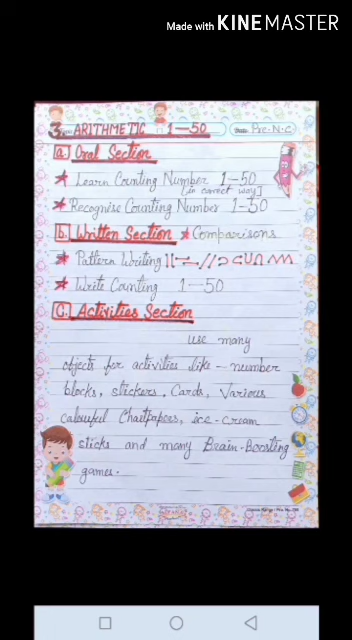 Made with KINEMASTER
3. ARITHMETIC 1-50 Date Pre-N.C
a. Oral Section
★ Learn Counting Number 1-50
[in correct way]
★ Recognise Counting Number 1-50
b. Written Section ★ Comparisons
★ Pattern Writing
★ Write Counting 1-50
C. Activities Section
use many
objects for activities like - number
blocks, stickers, Cards, Various
colourful Chartpapers, ice-cream
sticks and many Brain-Boosting
games.